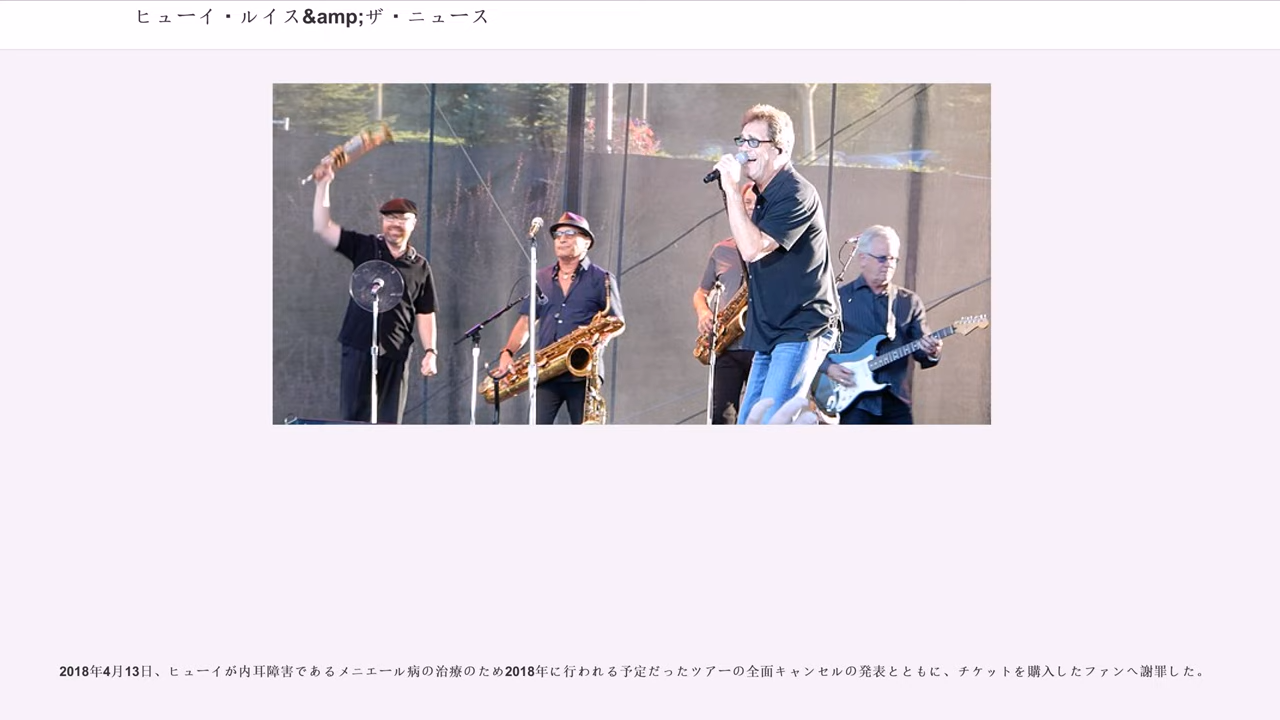 ヒューイ・ルイス&amp;ザ・ニュース
2018年4月13日、ヒューイが内耳障害であるメニエール病の治療のため2018年に行われる予定だったツアーの全面キャンセルの発表とともに、チケットを購入したファンへ謝罪した。